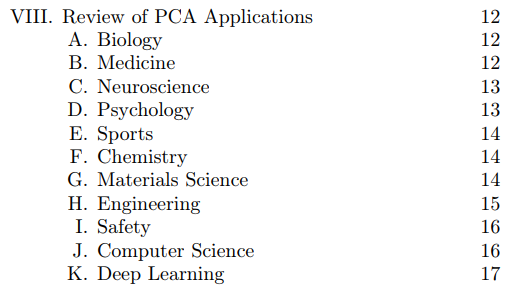 VIII. Review of PCA Applications 12
A. Biology 12
B. Medicine 12
C. Neuroscience 13
D. Psychology 13
E. Sports 14
F. Chemistry 14
G. Materials Science 14
H. Engineering 15
I. Safety 16
J. Computer Science 16
K. Deep Learning 17